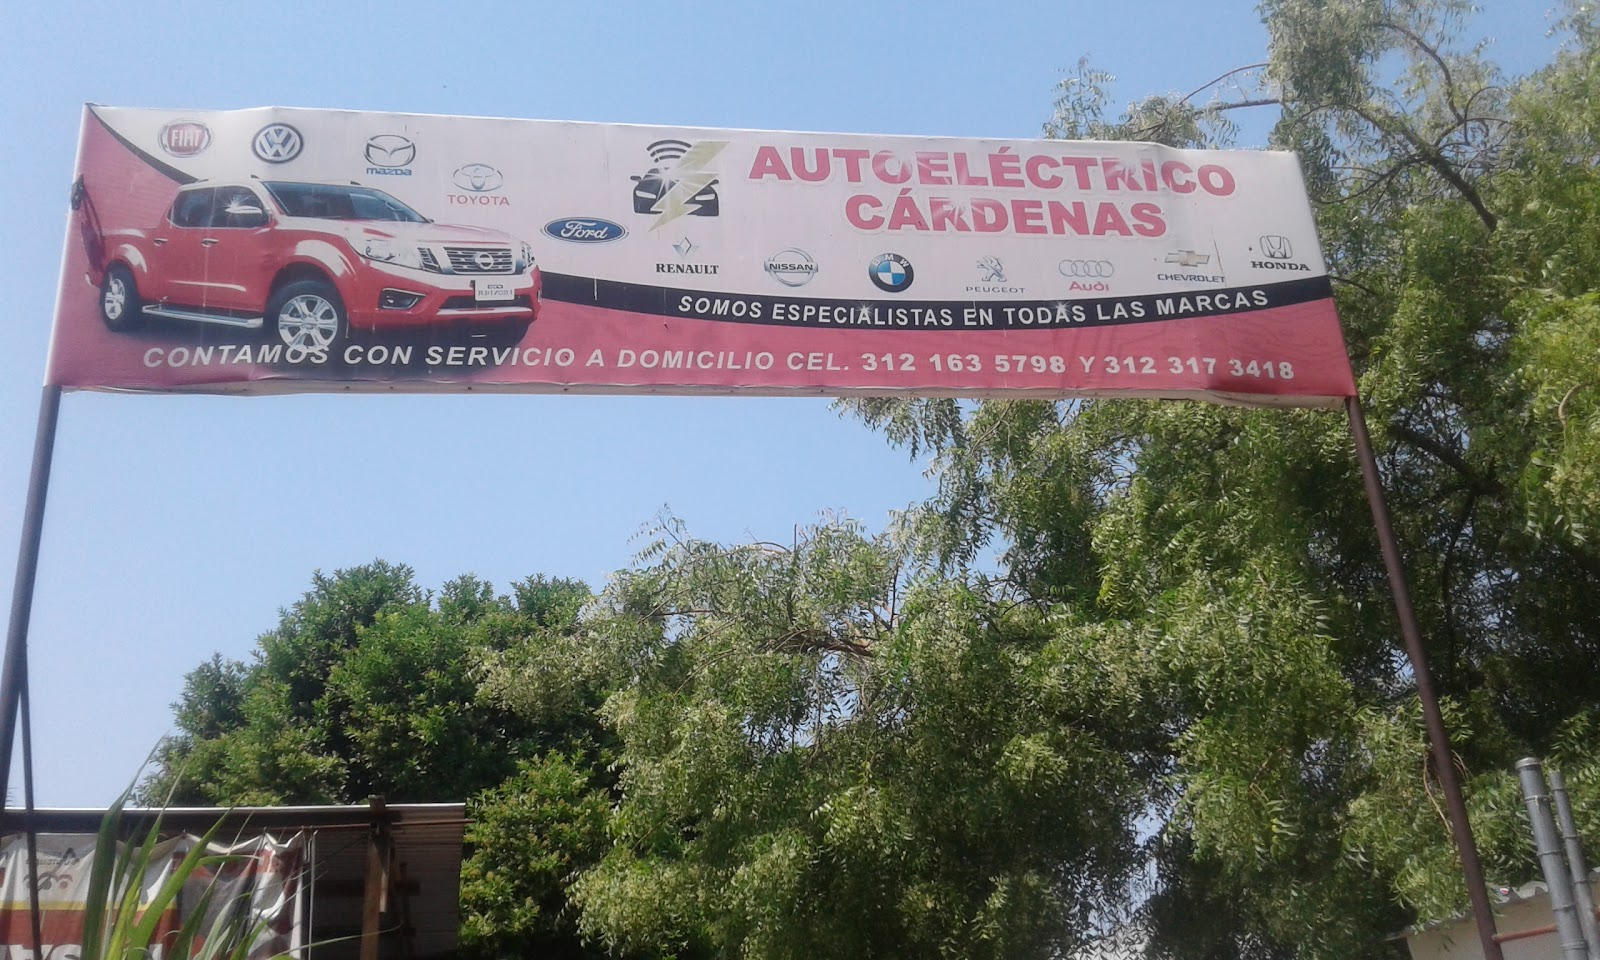 FIAT
mazda
TOYOTA
Ford
RENAULT
NISSAN
BMW
PEUGEOT
Audi
CHEVROLET
HONDA
AUTOELÉCTRICO
CÁRDENAS
SOMOS ESPECIALISTAS EN TODAS LAS MARCAS
CONTAMOS CON SERVICIO A DOMICILIO CEL. 312 163 5798 Y 312 317 3418